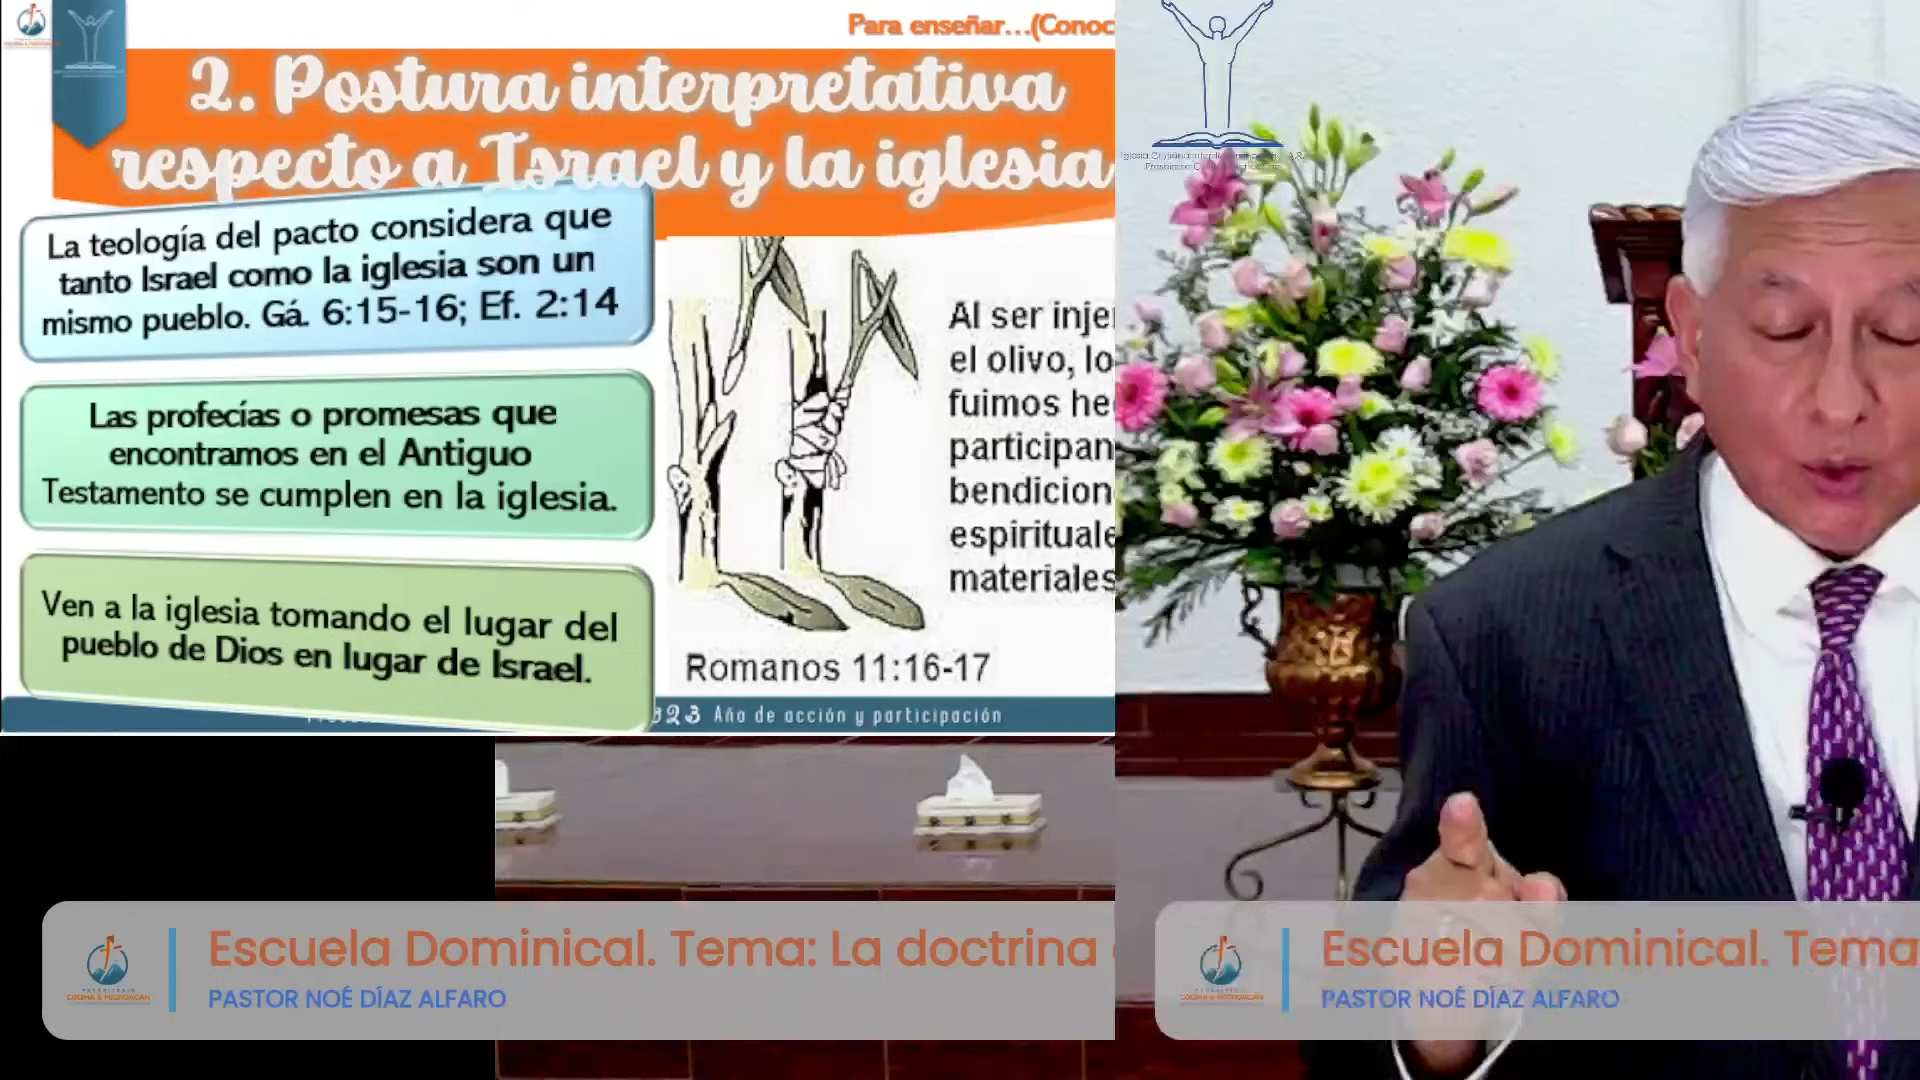 Para enseñar...(Conoc
2. Postura interpretativa
respecto a Israel y la iglesia
La teología del pacto considera que
tanto Israel como la iglesia son un
mismo pueblo. Gá. 6:15-16; Ef. 2:14
Las profecías o promesas que
encontramos en el Antiguo
Testamento se cumplen en la iglesia.
Ven a la iglesia tomando el lugar del
pueblo de Dios en lugar de Israel.
Al ser inje
el olivo, lo
fuimos he
participan
bendicion
espirituale
materiales
Romanos 11:16-17
023 Año de acción y participación
Escuela Dominical. Tema: La doctrina
PASTOR NOÉ DÍAZ ALFARO
COLIMA & MICHOACÁN
Escuela Dominical. Tema
PASTOR NOÉ DÍAZ ALFARO
COLIMA & MICHOACÁN